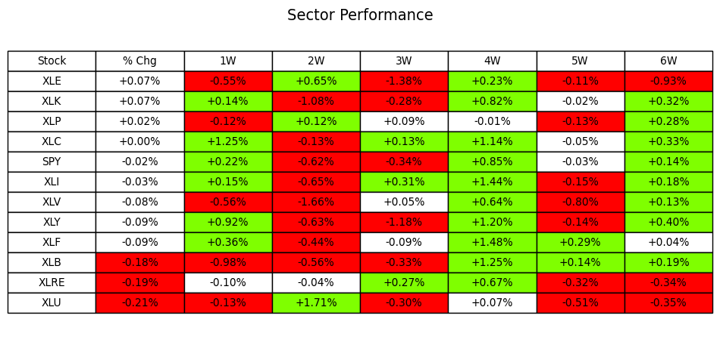 Sector Performance
Stock % Chg 1W 2W 3W 4W 5W 6W
XLE +0.07% -0.55% +0.65% -1.38% +0.23% -0.11% -0.93%
XLK +0.07% +0.14% -1.08% -0.28% +0.82% -0.02% +0.32%
XLP +0.02% -0.12% +0.12% +0.09% -0.01% -0.13% +0.28%
XLC +0.00% +1.25% -0.13% +0.13% +1.14% -0.05% +0.33%
SPY -0.02% +0.22% -0.62% -0.34% +0.85% -0.03% +0.14%
XLI -0.03% +0.15% -0.65% +0.31% +1.44% -0.15% +0.18%
XLV -0.08% -0.56% -1.66% +0.05% +0.64% -0.80% +0.13%
XLY -0.09% +0.92% -0.63% -1.18% +1.20% -0.14% +0.40%
XLF -0.09% +0.36% -0.44% -0.09% +1.48% +0.29% +0.04%
XLB -0.18% -0.98% -0.56% -0.33% +1.25% +0.14% +0.19%
XLRE -0.19% -0.10% -0.04% +0.27% +0.67% -0.32% -0.34%
XLU -0.21% -0.13% +1.71% -0.30% +0.07% -0.51% -0.35%